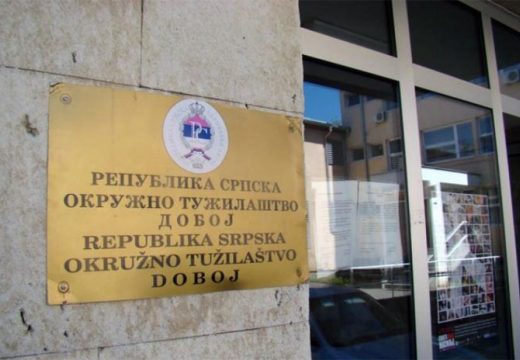 РЕПУБЛИКА СРПСКА
ОКРУЖНО ТУЖИЛАШТВО
ДОБОЈ
REPUBLIKA SRPSKA
OKRUŽNO TUŽILAŠTVO
DOBOJ